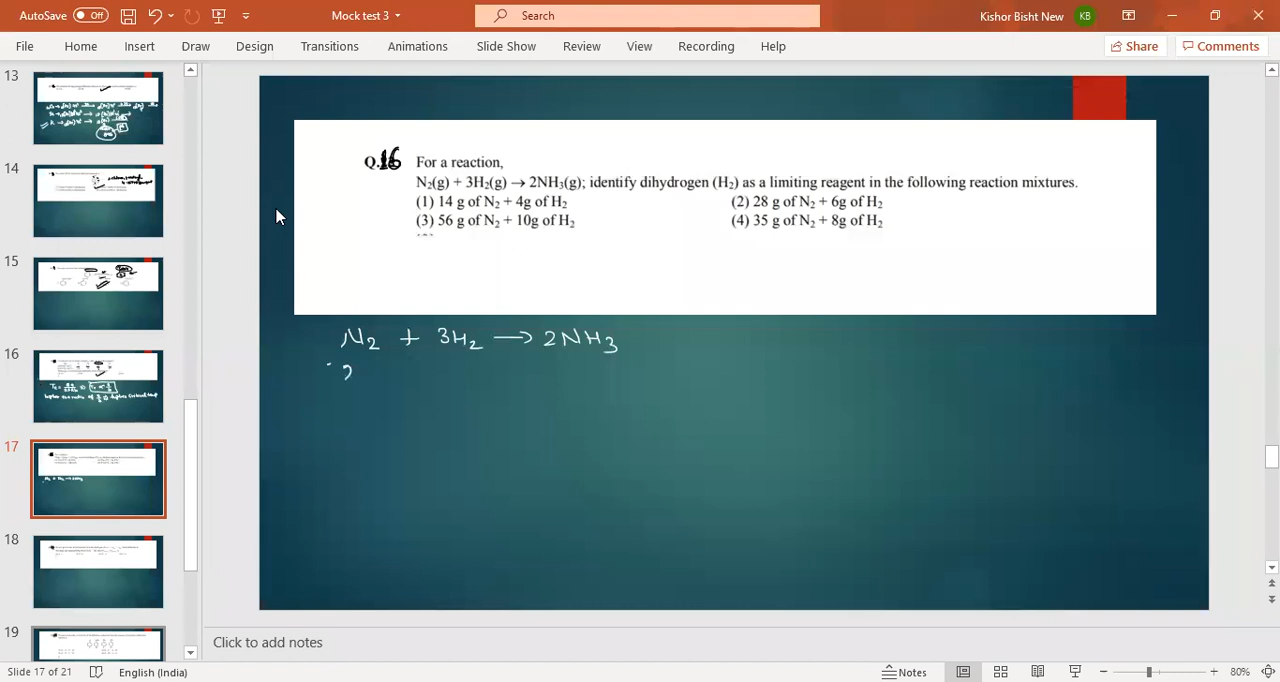 AutoSave Off Mock test 3 Search Kishor Bisht New KB
File Home Insert Draw Design Transitions Animations Slide Show Review View Recording Help Share Comments
13
14
15
16
17
18
19
Q.16 For a reaction,
N₂(g) + 3H₂(g) → 2NH₃(g); identify dihydrogen (H₂) as a limiting reagent in the following reaction mixtures.
(1) 14 g of N₂ + 4g of H₂ (2) 28 g of N₂ + 6g of H₂
(3) 56 g of N₂ + 10g of H₂ (4) 35 g of N₂ + 8g of H₂
N₂ + 3H₂ → 2NH₃
Click to add notes
Slide 17 of 21 English (India) Notes 80%